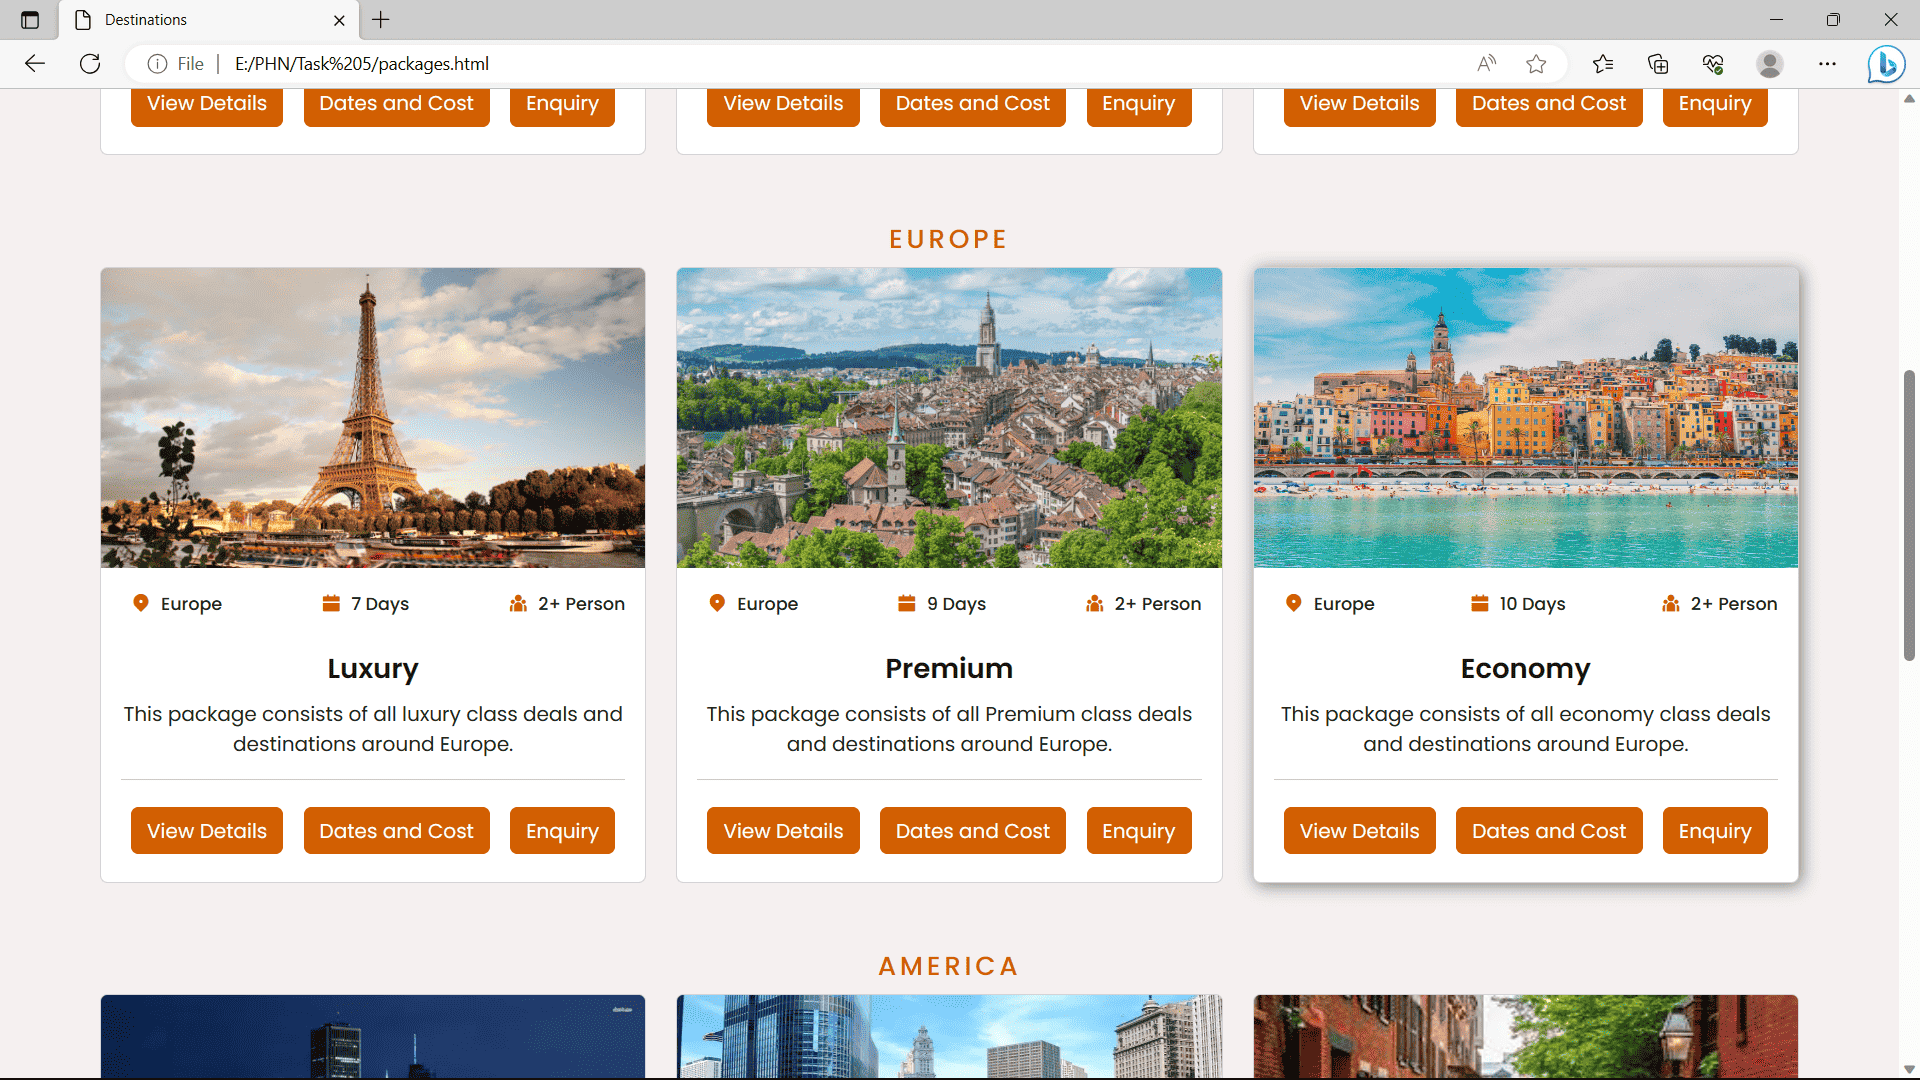 Destinations
File
E:/PHN/Task%205/packages.html
View Details Dates and Cost Enquiry
View Details Dates and Cost Enquiry
View Details Dates and Cost Enquiry
EUROPE
Europe 7 Days 2+ Person
Luxury
This package consists of all luxury class deals and
destinations around Europe.
View Details Dates and Cost Enquiry
Europe 9 Days 2+ Person
Premium
This package consists of all Premium class deals
and destinations around Europe.
View Details Dates and Cost Enquiry
Europe 10 Days 2+ Person
Economy
This package consists of all economy class deals
and destinations around Europe.
View Details Dates and Cost Enquiry
AMERICA